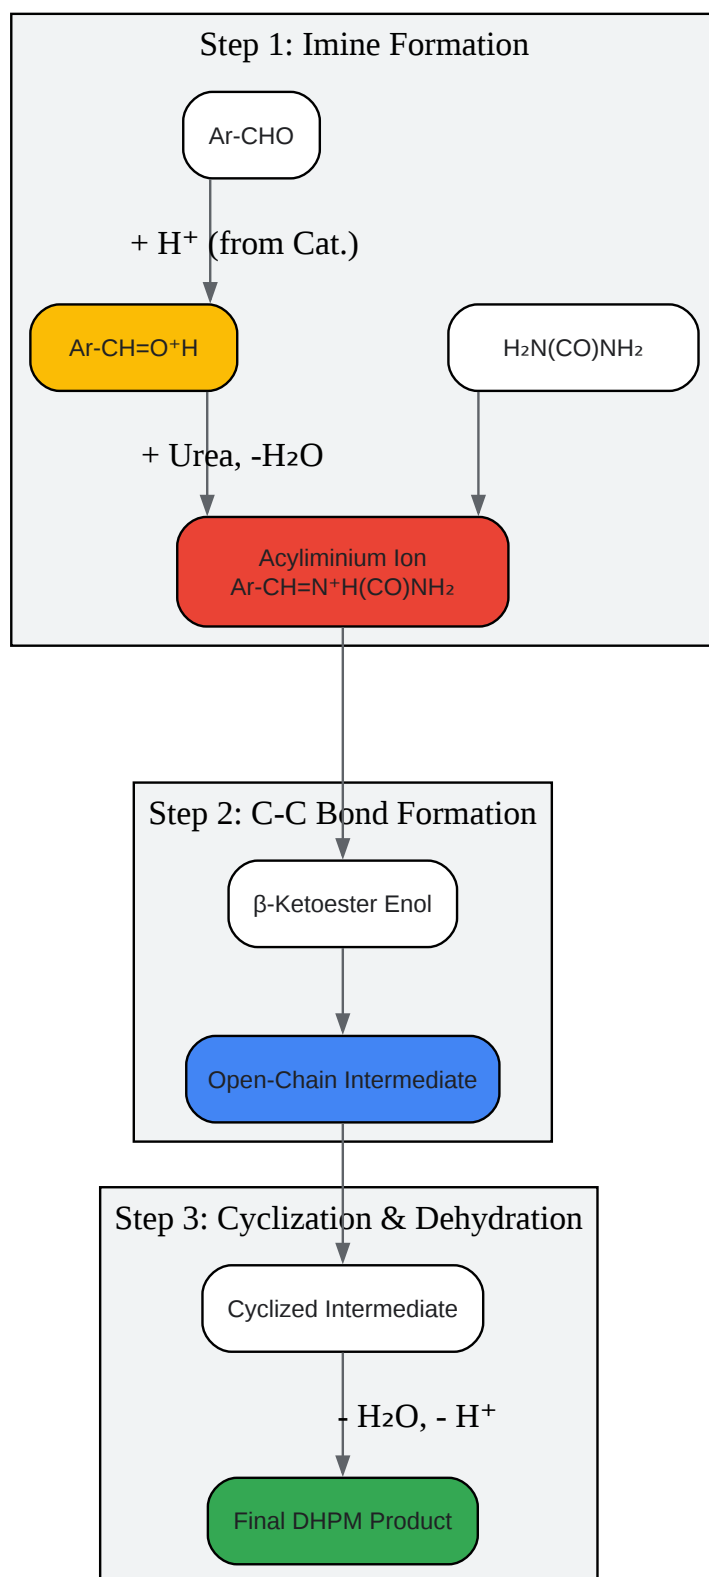 Step 1: Imine Formation
Ar-CHO
+ H⁺ (from Cat.)
Ar-CH=O⁺H
H₂N(CO)NH₂
+ Urea, -H₂O
Acyliminium Ion
Ar-CH=N⁺H(CO)NH₂
Step 2: C-C Bond Formation
β-Ketoester Enol
Open-Chain Intermediate
Step 3: Cyclization & Dehydration
Cyclized Intermediate
- H₂O, - H⁺
Final DHPM Product